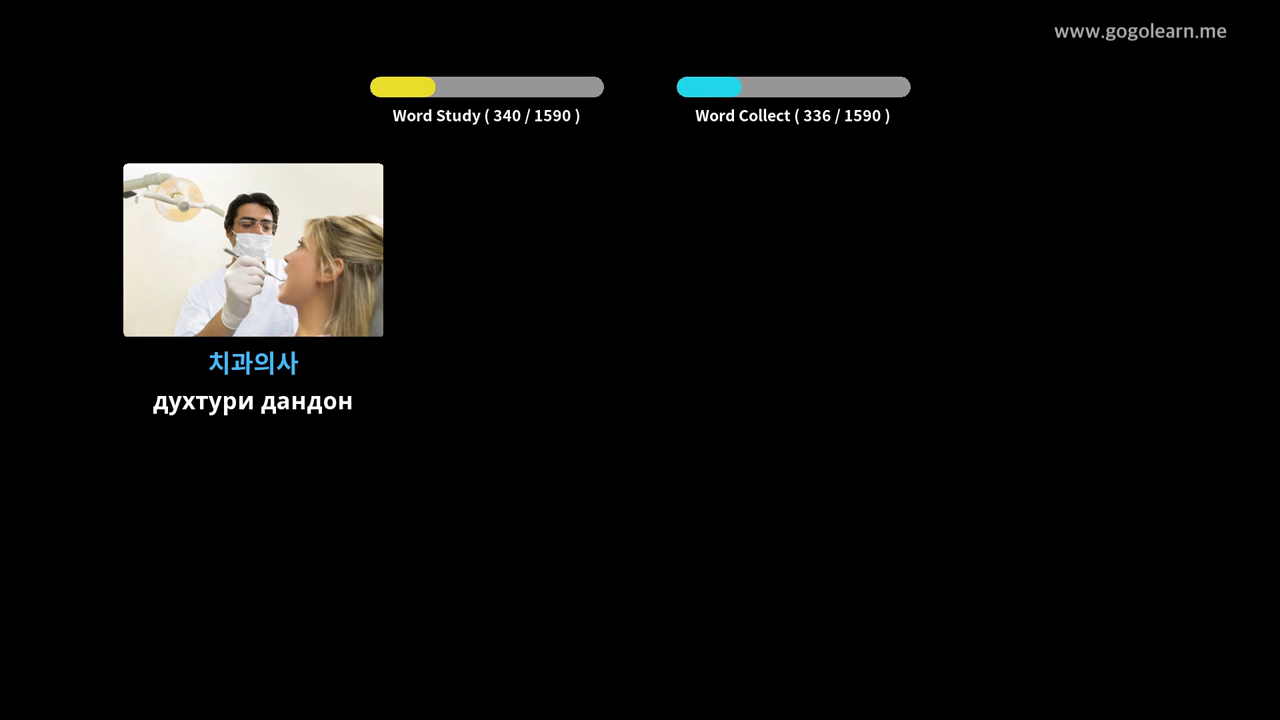 www.gogolearn.me
Word Study ( 340 / 1590 )
Word Collect ( 336 / 1590 )
치과의사
духтури дандон